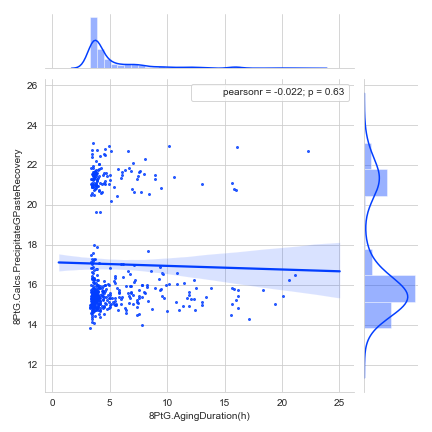 pearsonr = -0.022; p = 0.63
26
24
22
20
18
16
14
12
8PtG.Calcs.PrecipitateGPasteRecovery
0 5 10 15 20 25
8PtG.AgingDuration(h)